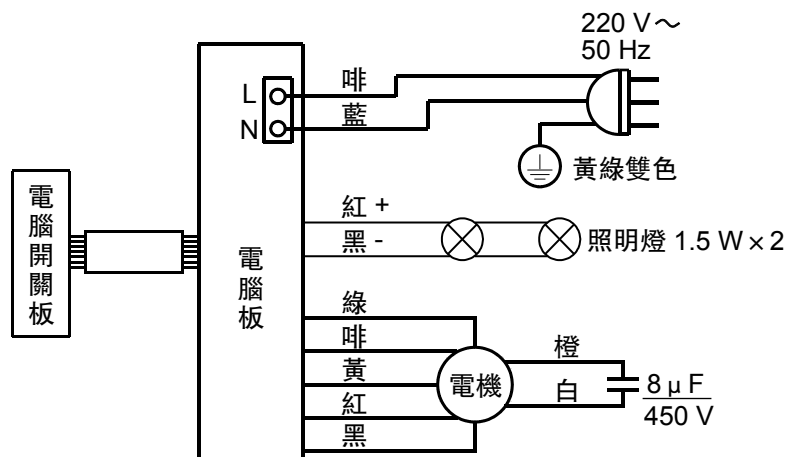 220 V～
50 Hz
L
啡
N
藍
黃綠雙色
電腦開關板
電腦板
紅 +
黑 -
照明燈 1.5 W × 2
綠
啡
黃
紅
黑
電機
橙
白
8 μ F
450 V